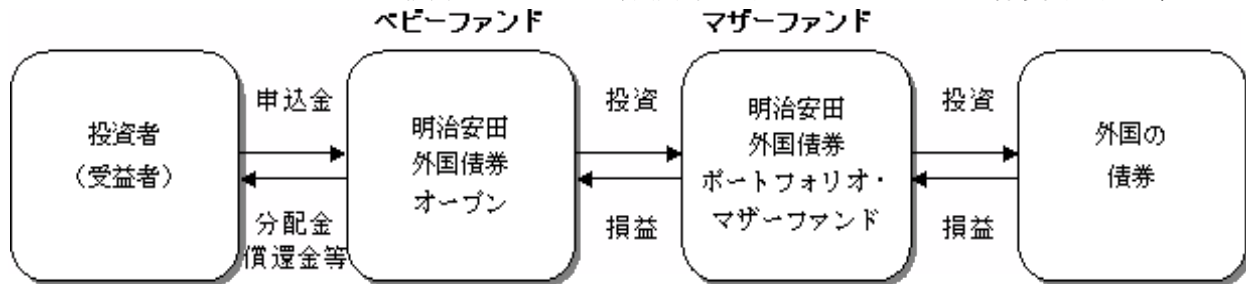 ベビーファンド
マザーファンド
投資者
（受益者）
申込金
分配金
償還金等
明治安田
外国債券
オープン
投資
損益
明治安田
外国債券
ポートフォリオ・
マザーファンド
投資
損益
外国の
債券